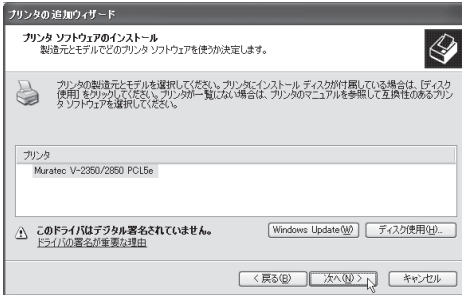 プリンタの追加ウィザード
プリンタ ソフトウェアのインストール
製造元とモデルでどのプリンタ ソフトウェアを使うか決定します。
プリンタの製造元とモデルを選択してください。プリンタにインストール ディスクが付属している場合は、[ディスク
使用] をクリックしてください。プリンタが一覧にない場合は、プリンタのマニュアルを参照して互換性のあるプリン
タ ソフトウェアを選択してください。
プリンタ
Muratec V-2350/2850 PCL5e
このドライバはデジタル署名されていません。
ドライバの署名が重要な理由
Windows Update(W)
ディスク使用(H)...
< 戻る(B)
次へ(N) >
キャンセル